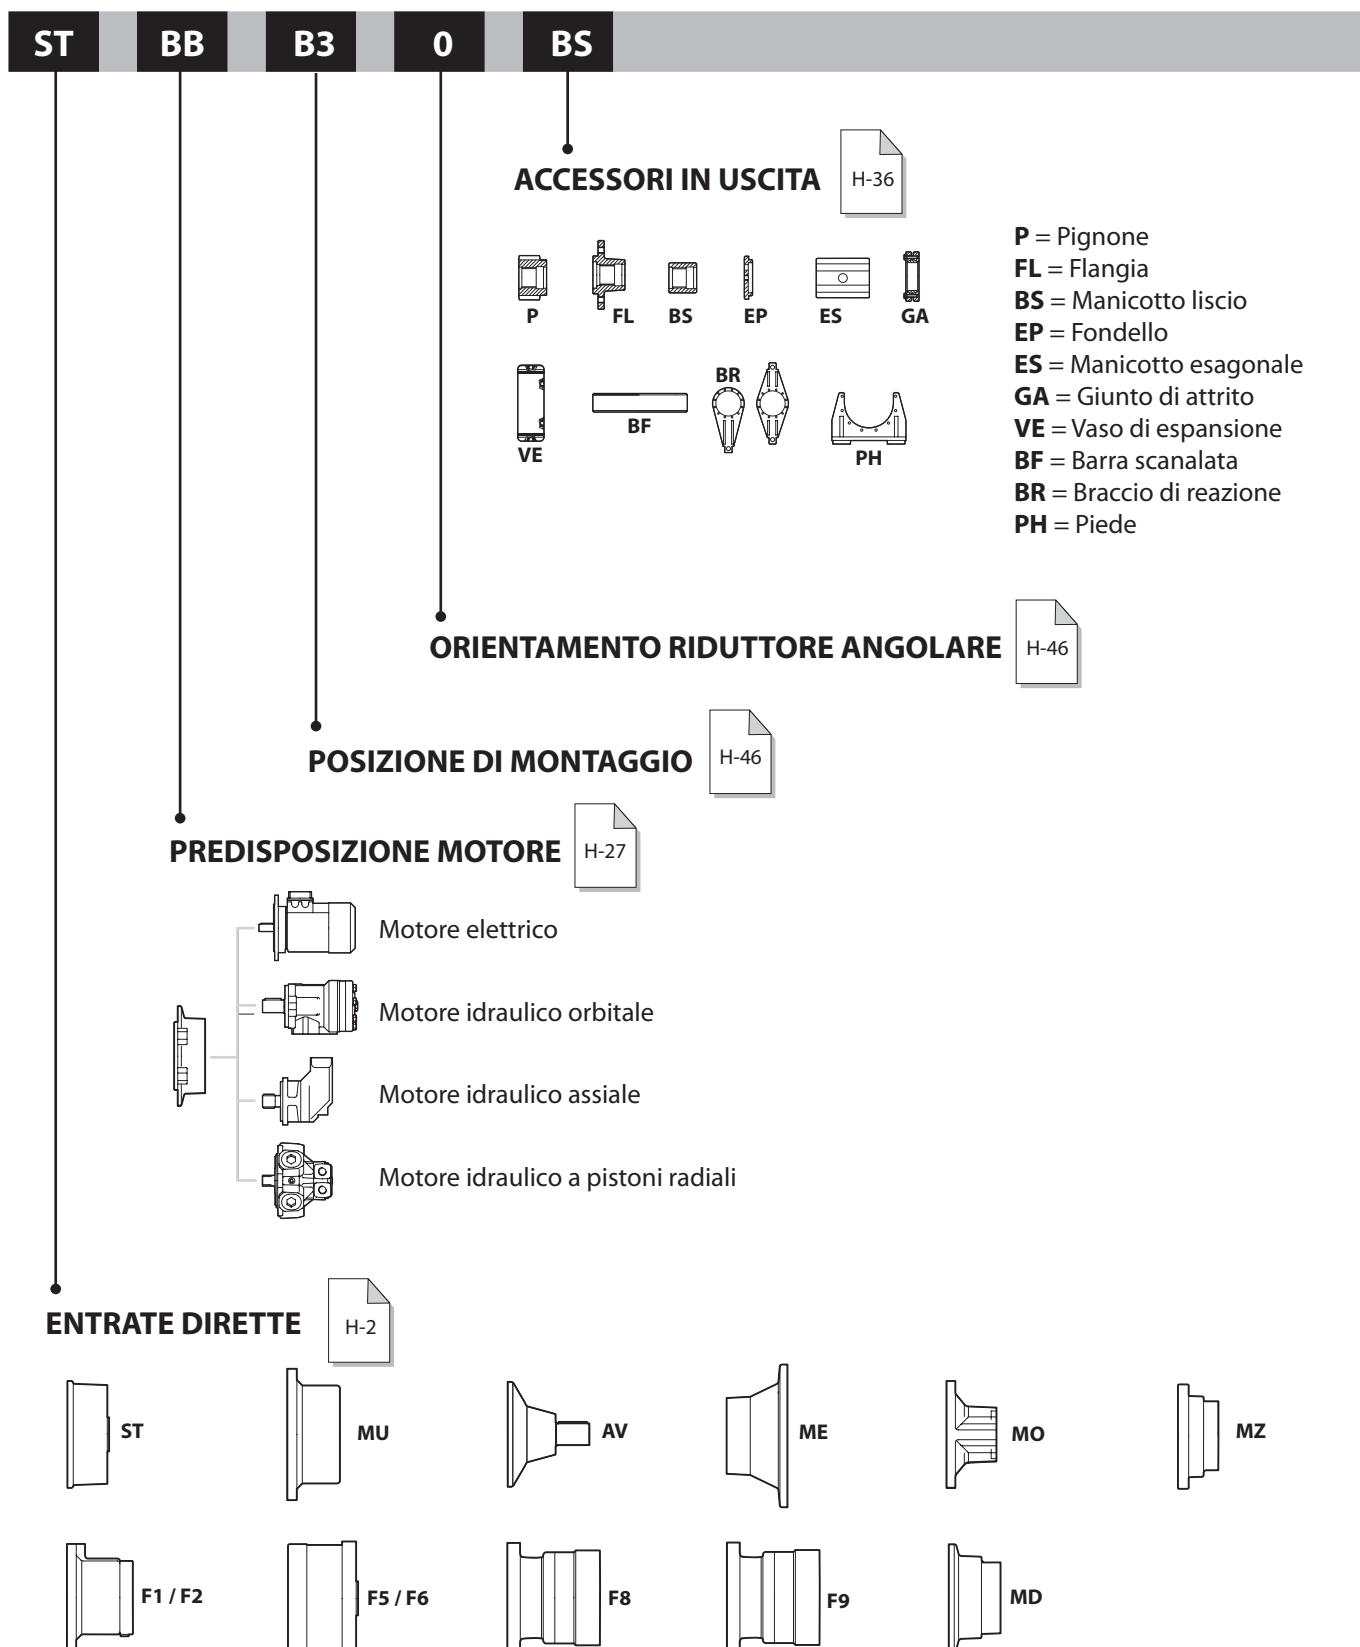 ST BB B3 0 BS
ACCESSORI IN USCITA H-36
P FL BS EP ES GA
VE BF BR PH
P = Pignone
FL = Flangia
BS = Manicotto liscio
EP = Fondello
ES = Manicotto esagonale
GA = Giunto di attrito
VE = Vaso di espansione
BF = Barra scanalata
BR = Braccio di reazione
PH = Piede
ORIENTAMENTO RIDUTTORE ANGOLARE H-46
POSIZIONE DI MONTAGGIO H-46
PREDISPOSIZIONE MOTORE H-27
Motore elettrico
Motore idraulico orbitale
Motore idraulico assiale
Motore idraulico a pistoni radiali
ENTRATE DIRETTE H-2
ST MU AV ME MO MZ
F1 / F2 F5 / F6 F8 F9 MD